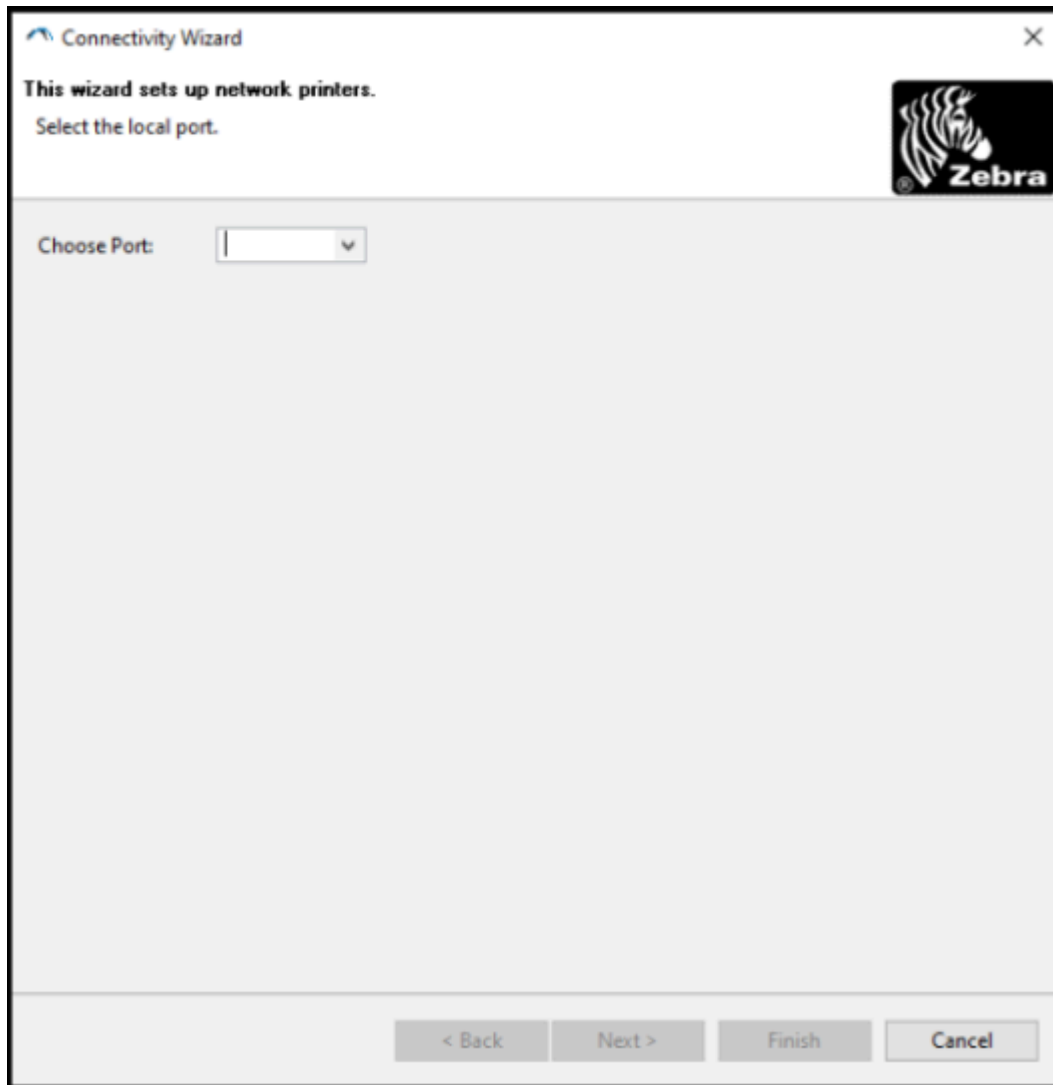 Connectivity Wizard
This wizard sets up network printers.
Select the local port.
® Zebra
Choose Port:
< Back
Next >
Finish
Cancel